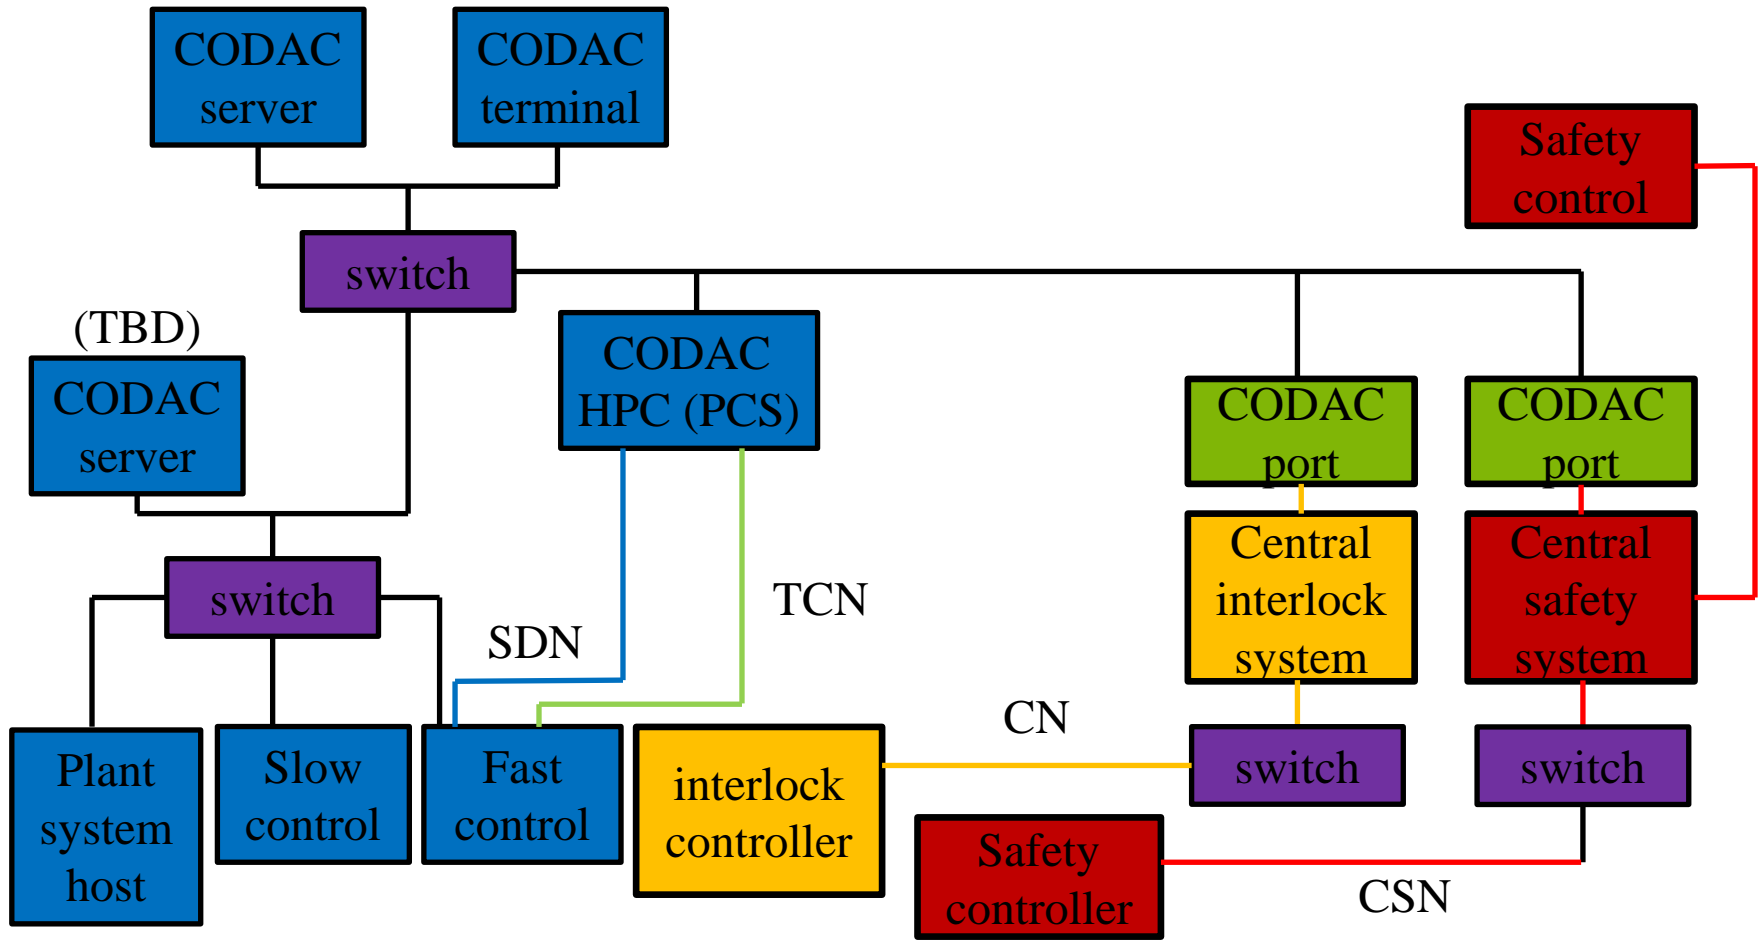 CODAC
server
CODAC
terminal
Safety
control
switch
(TBD)
CODAC
server
CODAC
HPC (PCS)
CODAC
port
CODAC
port
Central
interlock
system
Central
safety
system
switch
SDN
TCN
CN
Plant
system
host
Slow
control
Fast
control
interlock
controller
switch
switch
Safety
controller
CSN